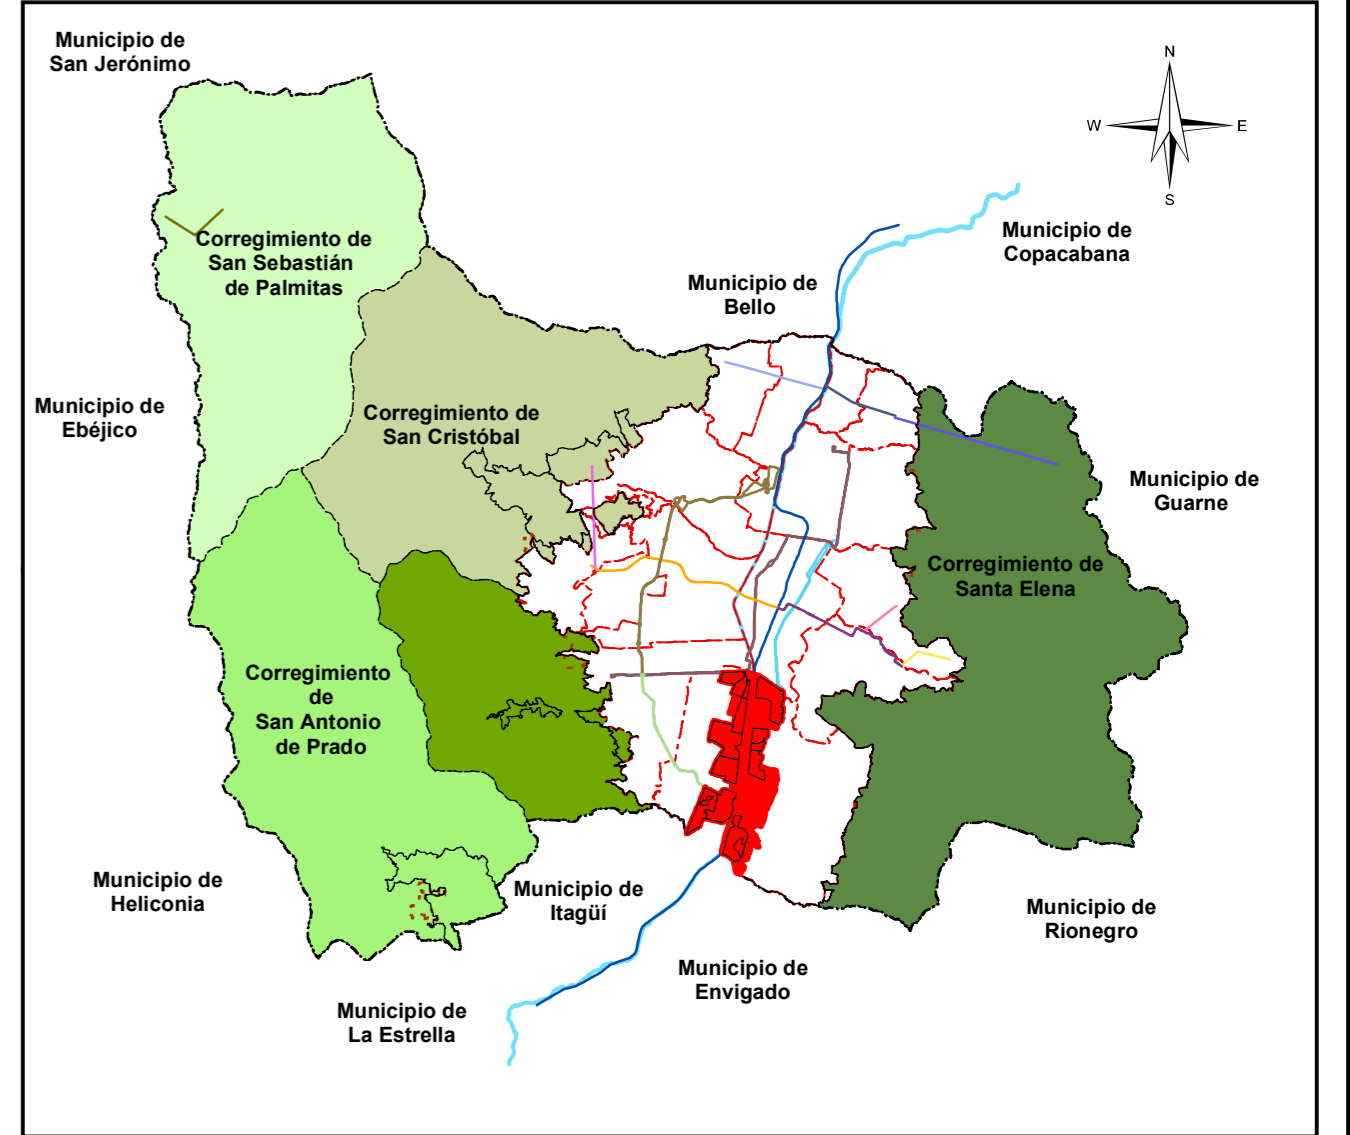 Municipio de
San Jerónimo
N
W
E
S
Municipio de
Copacabana
Corregimiento de
San Sebastián
de Palmitas
Municipio de
Bello
Municipio de
Ebéjico
Corregimiento de
San Cristóbal
Municipio de
Guarne
Corregimiento de
Santa Elena
Corregimiento
de
San Antonio
de Prado
Municipio de
Heliconia
Municipio de
Itagüí
Municipio de
Rionegro
Municipio de
Envigado
Municipio de
La Estrella